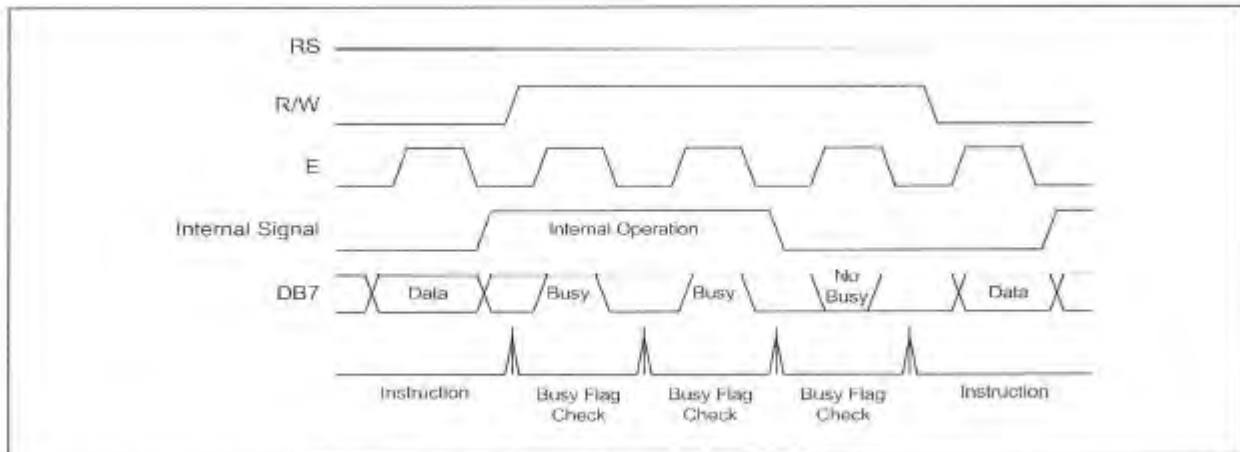 RS
R/W
E
Internal Signal
Internal Operation
DB7
Data
Busy
Busy
No
Busy
Data
Instruction
Busy Flag
Check
Busy Flag
Check
Busy Flag
Check
Instruction